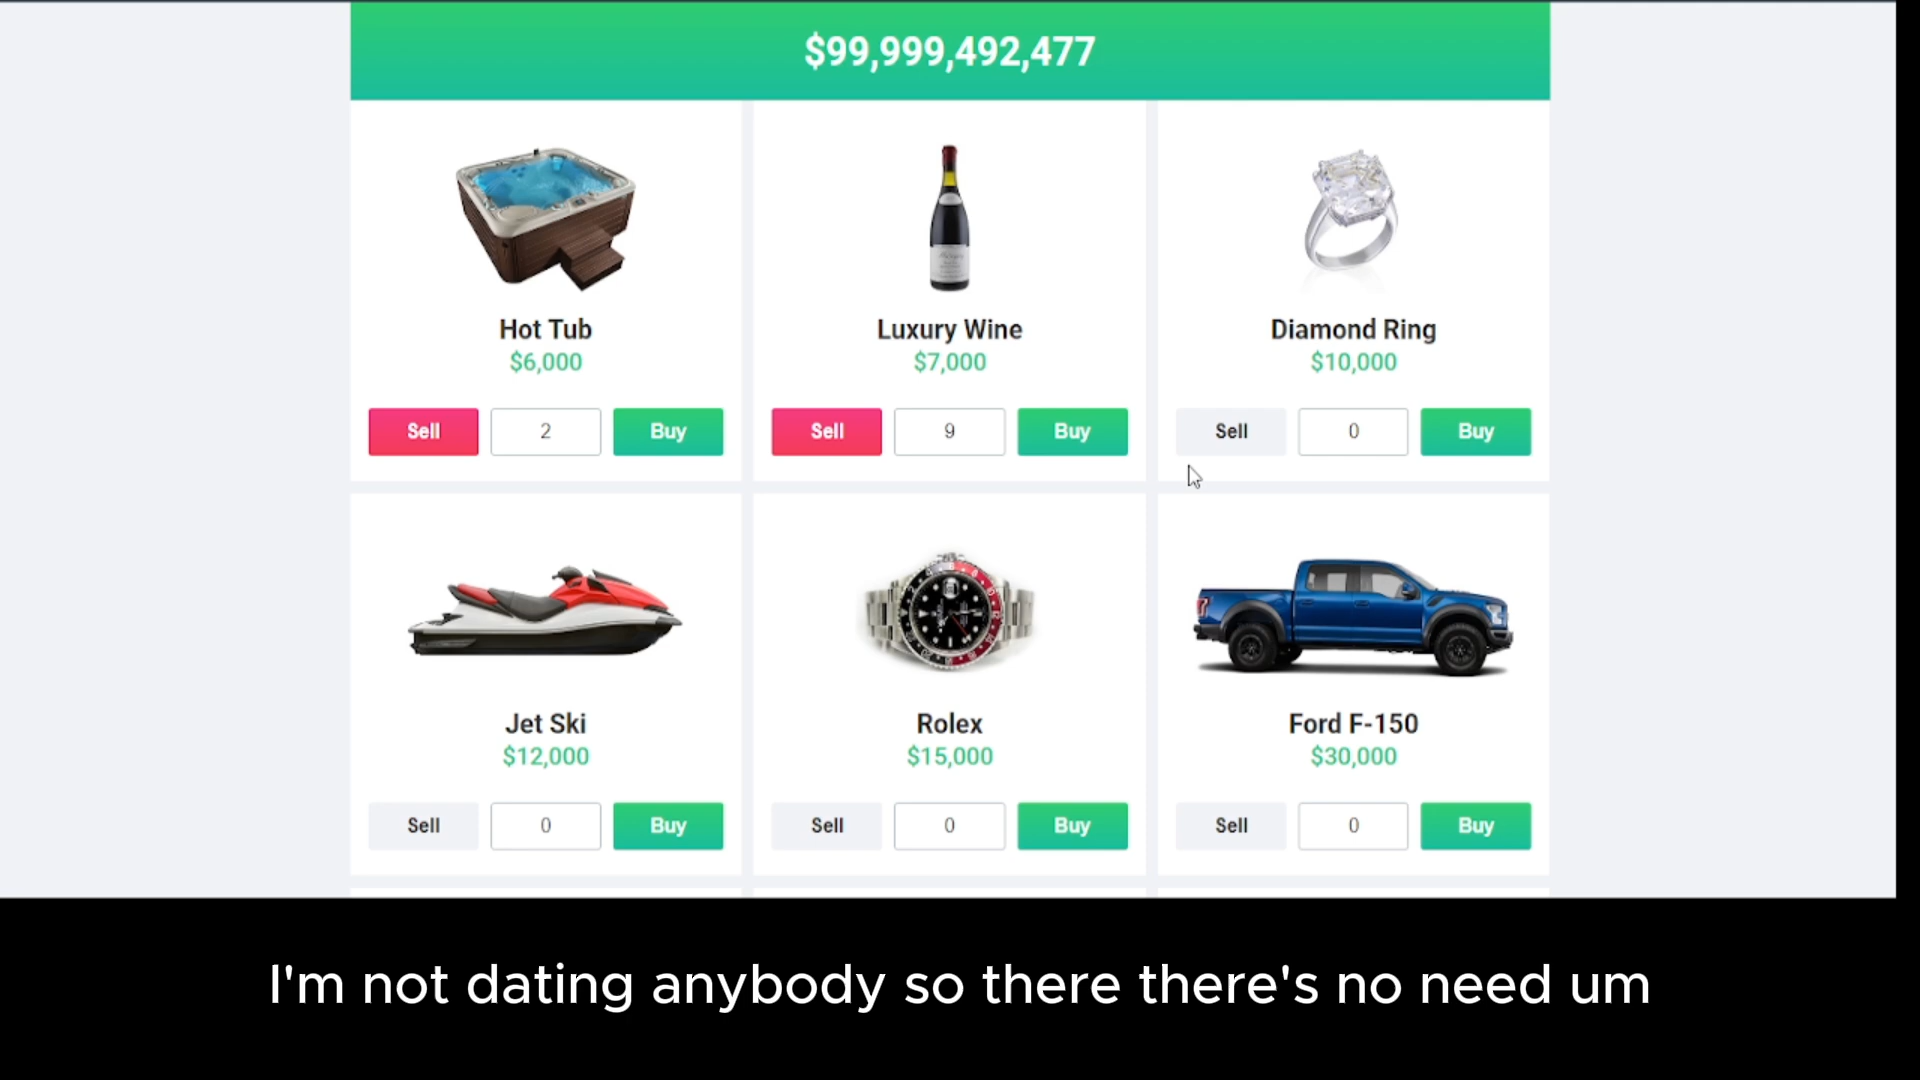 $99,999,492,477
Hot Tub
$6,000
Sell 2 Buy
Luxury Wine
$7,000
Sell 9 Buy
Diamond Ring
$10,000
Sell 0 Buy
Jet Ski
$12,000
Sell 0 Buy
Rolex
$15,000
Sell 0 Buy
Ford F-150
$30,000
Sell 0 Buy
I'm not dating anybody so there there's no need um